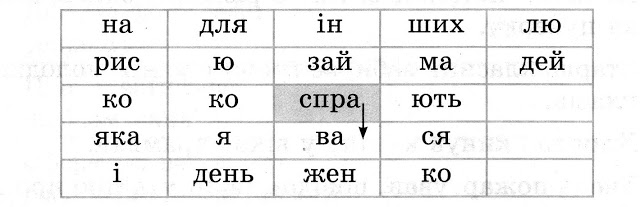 на для ін ших лю
рис ю зай ма дей
ко ко спра ють
яка я ва ся
і день жен ко